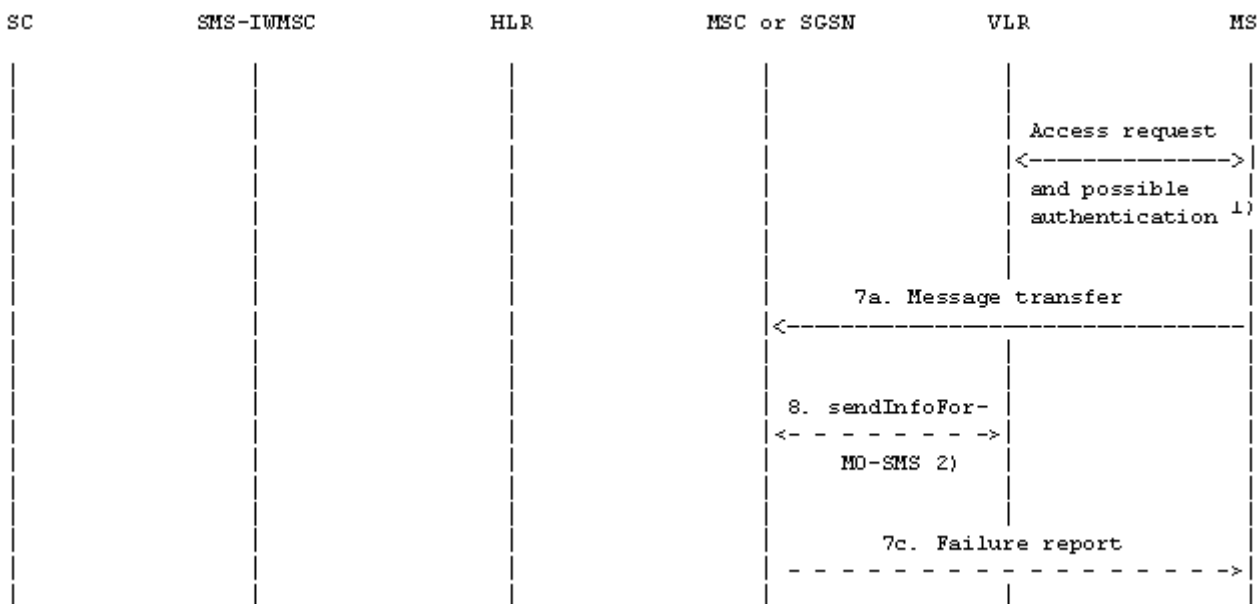 SC SMS-IWMSC HLR MSC or SGSN VLR MS
Access request
and possible
authentication 1)
7a. Message transfer
8. sendInfoFor-
MO-SMS 2)
7c. Failure report